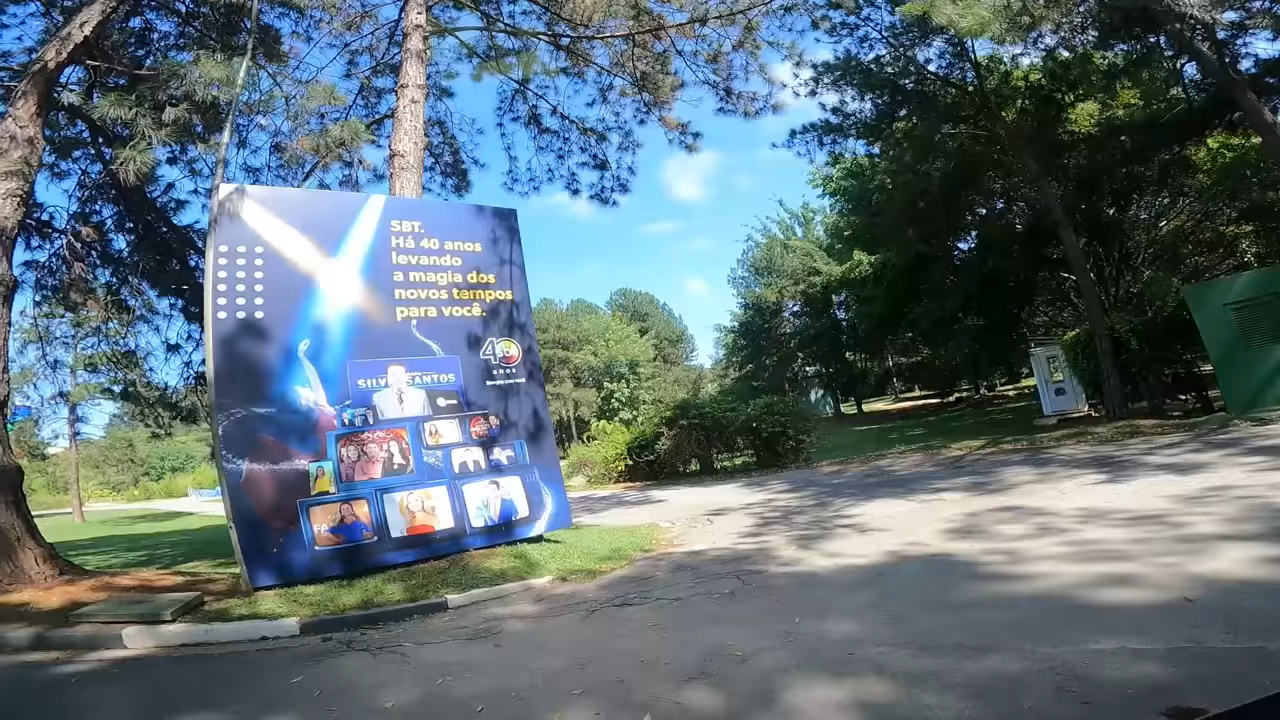 SBT.
Há 40 anos
levando
a magia dos
novos tempos
para você.
40
anos
SILVIO SANTOS